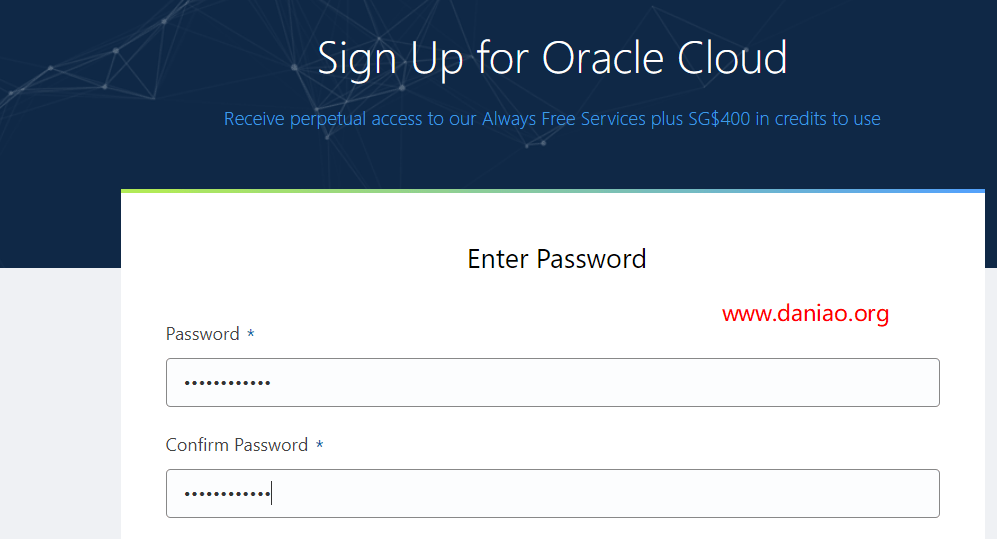 Sign Up for Oracle Cloud
Receive perpetual access to our Always Free Services plus SG$400 in credits to use
Enter Password
www.daniao.org
Password *
••••••••••••
Confirm Password *
••••••••••••